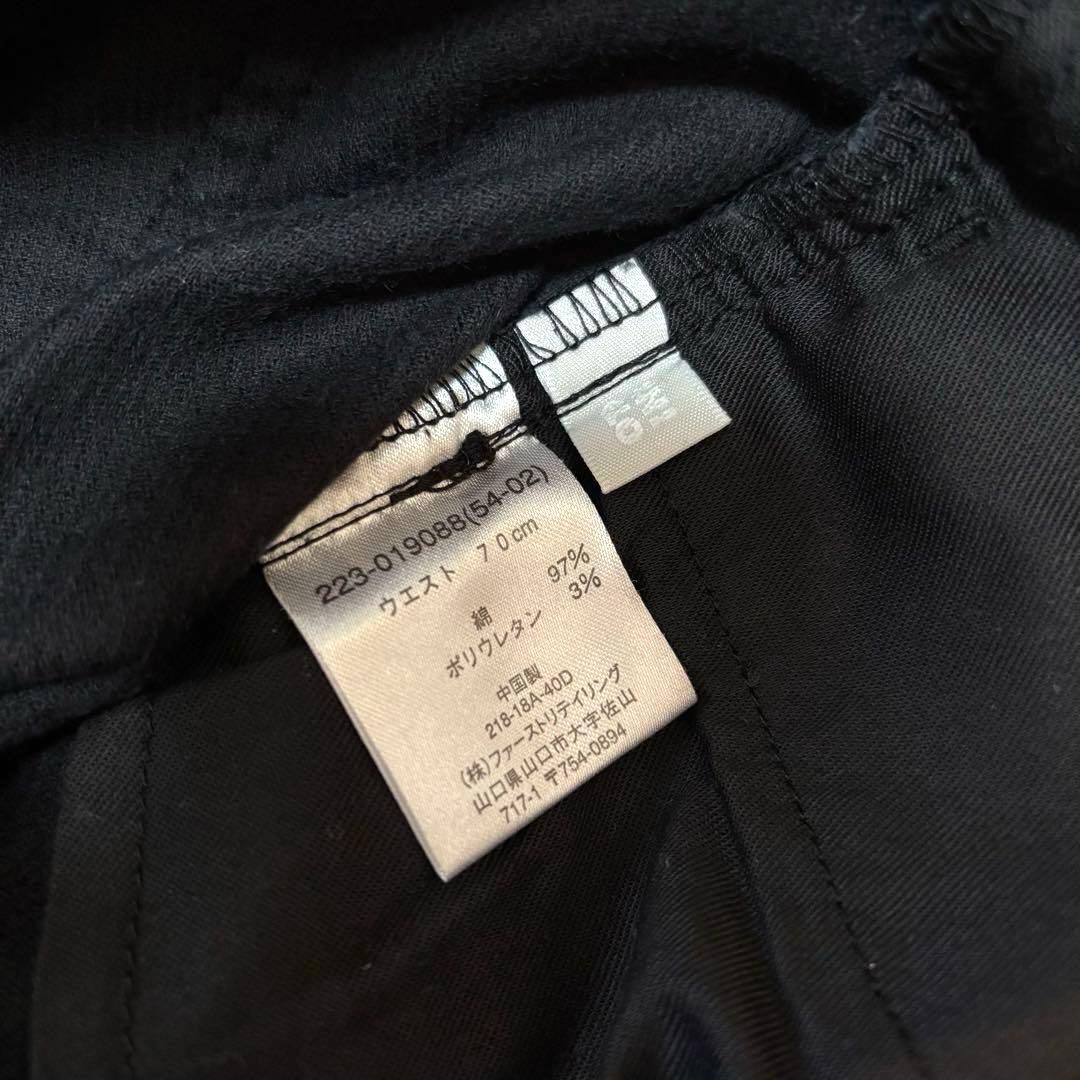 223-019088(54-02)
ウエスト 70cm
綿 97%
ポリウレタン 3%
中国製
218-18A-40D
(株)ファーストリテイリング
山口県山口市大字佐山
717-1 〒754-0894